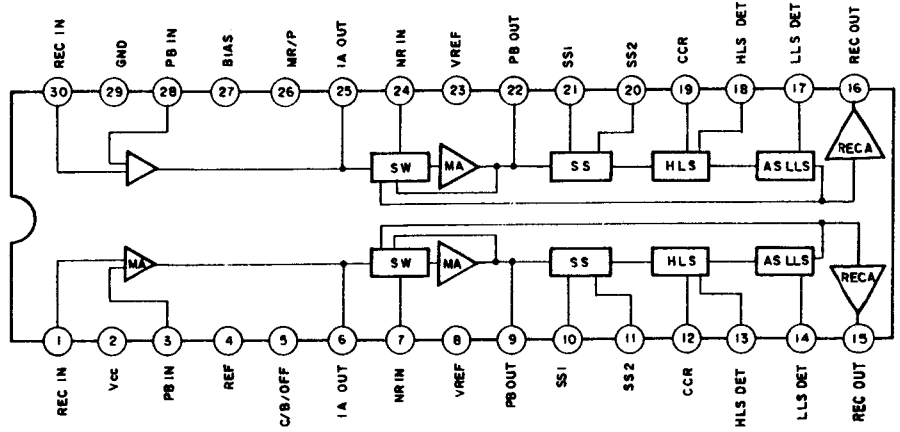 REC IN
GND
PB IN
BIAS
MR/P
IA OUT
NR IN
VREF
PB OUT
SS1
SS2
CCR
HLS DET
LLS DET
REC OUT
30 29 28 27 26 25 24 23 22 21 20 19 18 17 16
SW MA SS HLS AS LLS REC A
MA SW MA SS HLS AS LLS REC A
1 2 3 4 5 6 7 8 9 10 11 12 13 14 15
REC IN
Vcc
PB IN
REF
C/B/OFF
IA OUT
NR IN
VREF
PB OUT
SS1
SS2
CCR
HLS DET
LLS DET
REC OUT